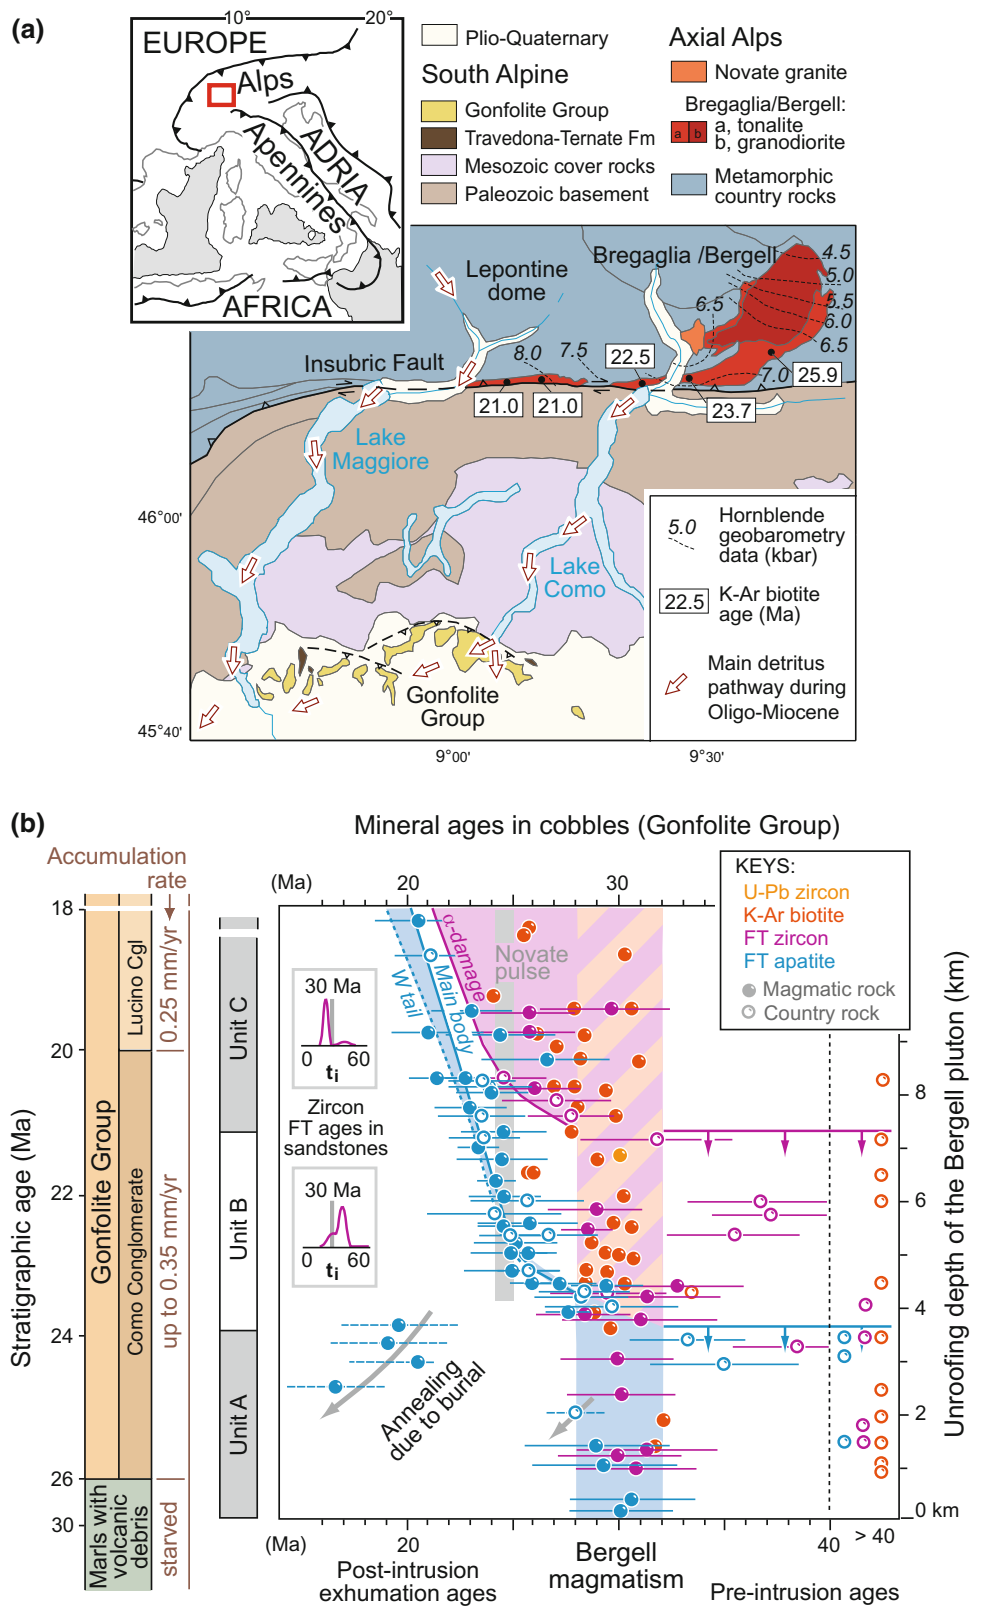 (a)
10°
20°
EUROPE
Alps
ADRIA
Apennines
AFRICA
Plio-Quaternary
South Alpine
Gonfolite Group
Travedona-Ternate Fm
Mesozoic cover rocks
Paleozoic basement
Axial Alps
Novate granite
Bregaglia/Bergell:
a b
a, tonalite
b, granodiorite
Metamorphic
country rocks
Lepontine
dome
Bregaglia /Bergell
4.5
5.0
5.5
6.0
6.5
6.5
7.0
7.5
8.0
Insubric Fault
22.5
25.9
21.0
21.0
23.7
Lake
Maggiore
Lake
Como
Gonfolite
Group
46°00'
45°40'
9°00'
9°30'
5.0
Hornblende
geobarometry
data (kbar)
22.5
K-Ar biotite
age (Ma)
Main detritus
pathway during
Oligo-Miocene
(b)
Mineral ages in cobbles (Gonfolite Group)
Accumulation
rate
(Ma)
20
30
KEYS:
U-Pb zircon
K-Ar biotite
FT zircon
FT apatite
Magmatic rock
Country rock
Stratigraphic age (Ma)
18
20
22
24
26
30
Gonfolite Group
Lucino Cgl
Como Conglomerate
Marls with
volcanic
debris
0.25 mm/yr
up to 0.35 mm/yr
starved
Unit C
Unit B
Unit A
α-damage
Main body
W tail
Novate
pulse
30 Ma
0
60
ti
Zircon
FT ages in
sandstones
30 Ma
0
60
ti
Annealing
due to burial
Unroofing depth of the Bergell pluton (km)
8
6
4
2
0 km
(Ma)
20
30
40
> 40
Post-intrusion
exhumation ages
Bergell
magmatism
Pre-intrusion ages